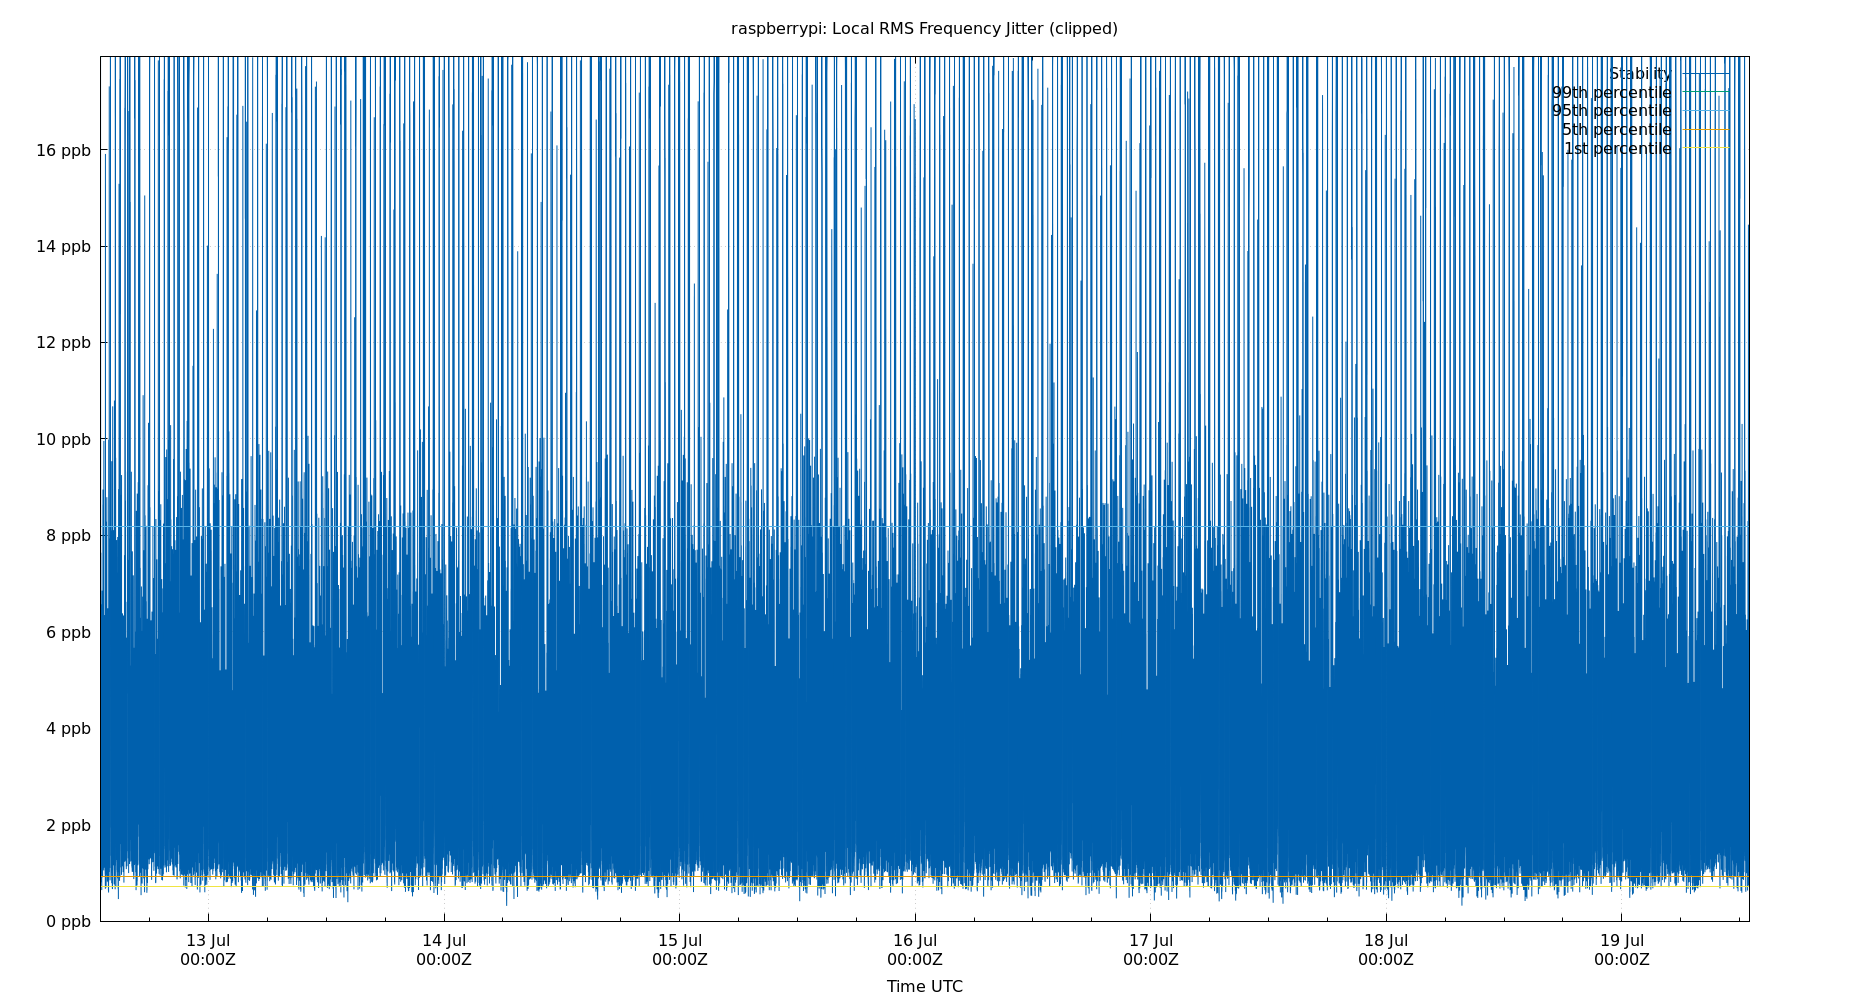 raspberrypi: Local RMS Frequency Jitter (clipped)
Stability
99th percentile
95th percentile
5th percentile
1st percentile
16 ppb
14 ppb
12 ppb
10 ppb
8 ppb
6 ppb
4 ppb
2 ppb
0 ppb
13 Jul 14 Jul 15 Jul 16 Jul 17 Jul 18 Jul 19 Jul
00:00Z 00:00Z 00:00Z 00:00Z 00:00Z 00:00Z 00:00Z
Time UTC